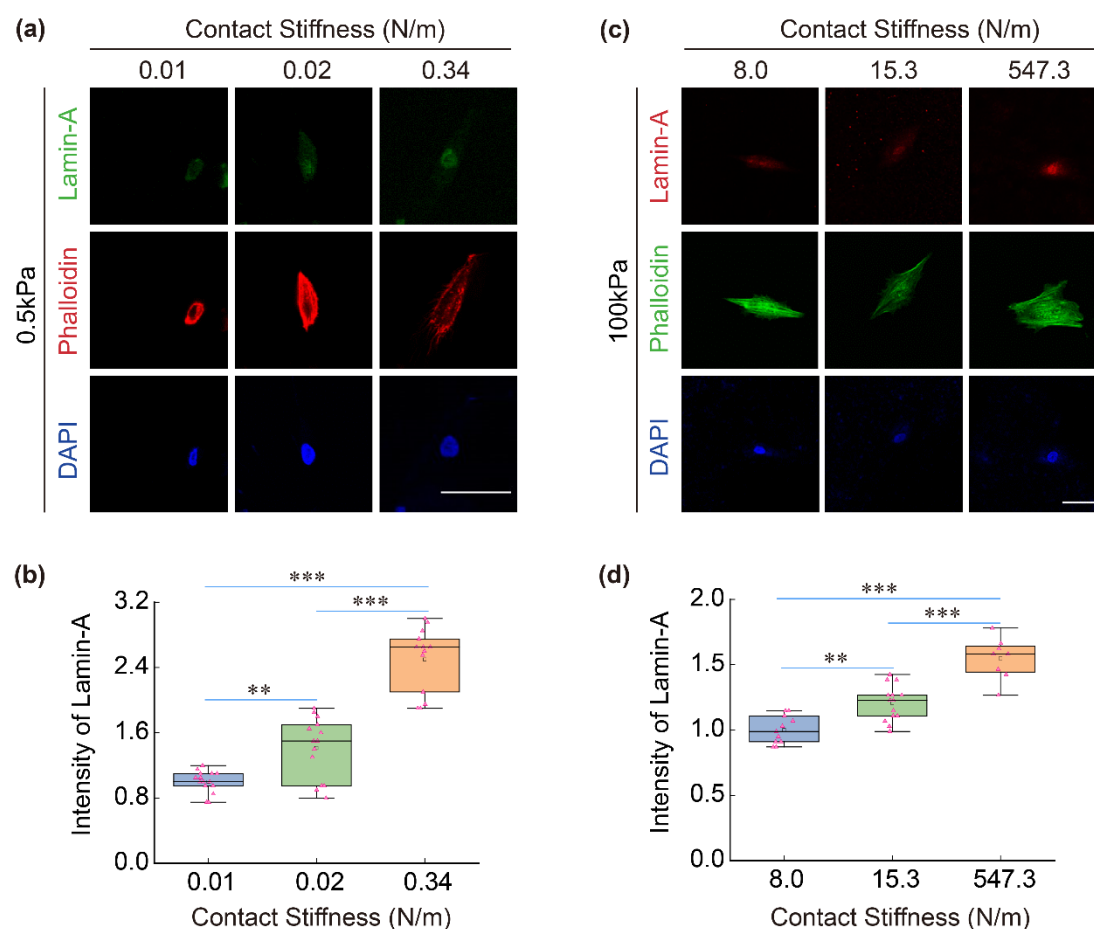 (a)
Contact Stiffness (N/m)
0.01 0.02 0.34
0.5kPa
Lamin-A
Phalloidin
DAPI
(c)
Contact Stiffness (N/m)
8.0 15.3 547.3
100kPa
Lamin-A
Phalloidin
DAPI
(b)
***
***
**
Intensity of Lamin-A
3.2
2.4
1.6
0.8
0.0
0.01 0.02 0.34
Contact Stiffness (N/m)
(d)
***
***
**
Intensity of Lamin-A
2.0
1.5
1.0
0.5
0.0
8.0 15.3 547.3
Contact Stiffness (N/m)